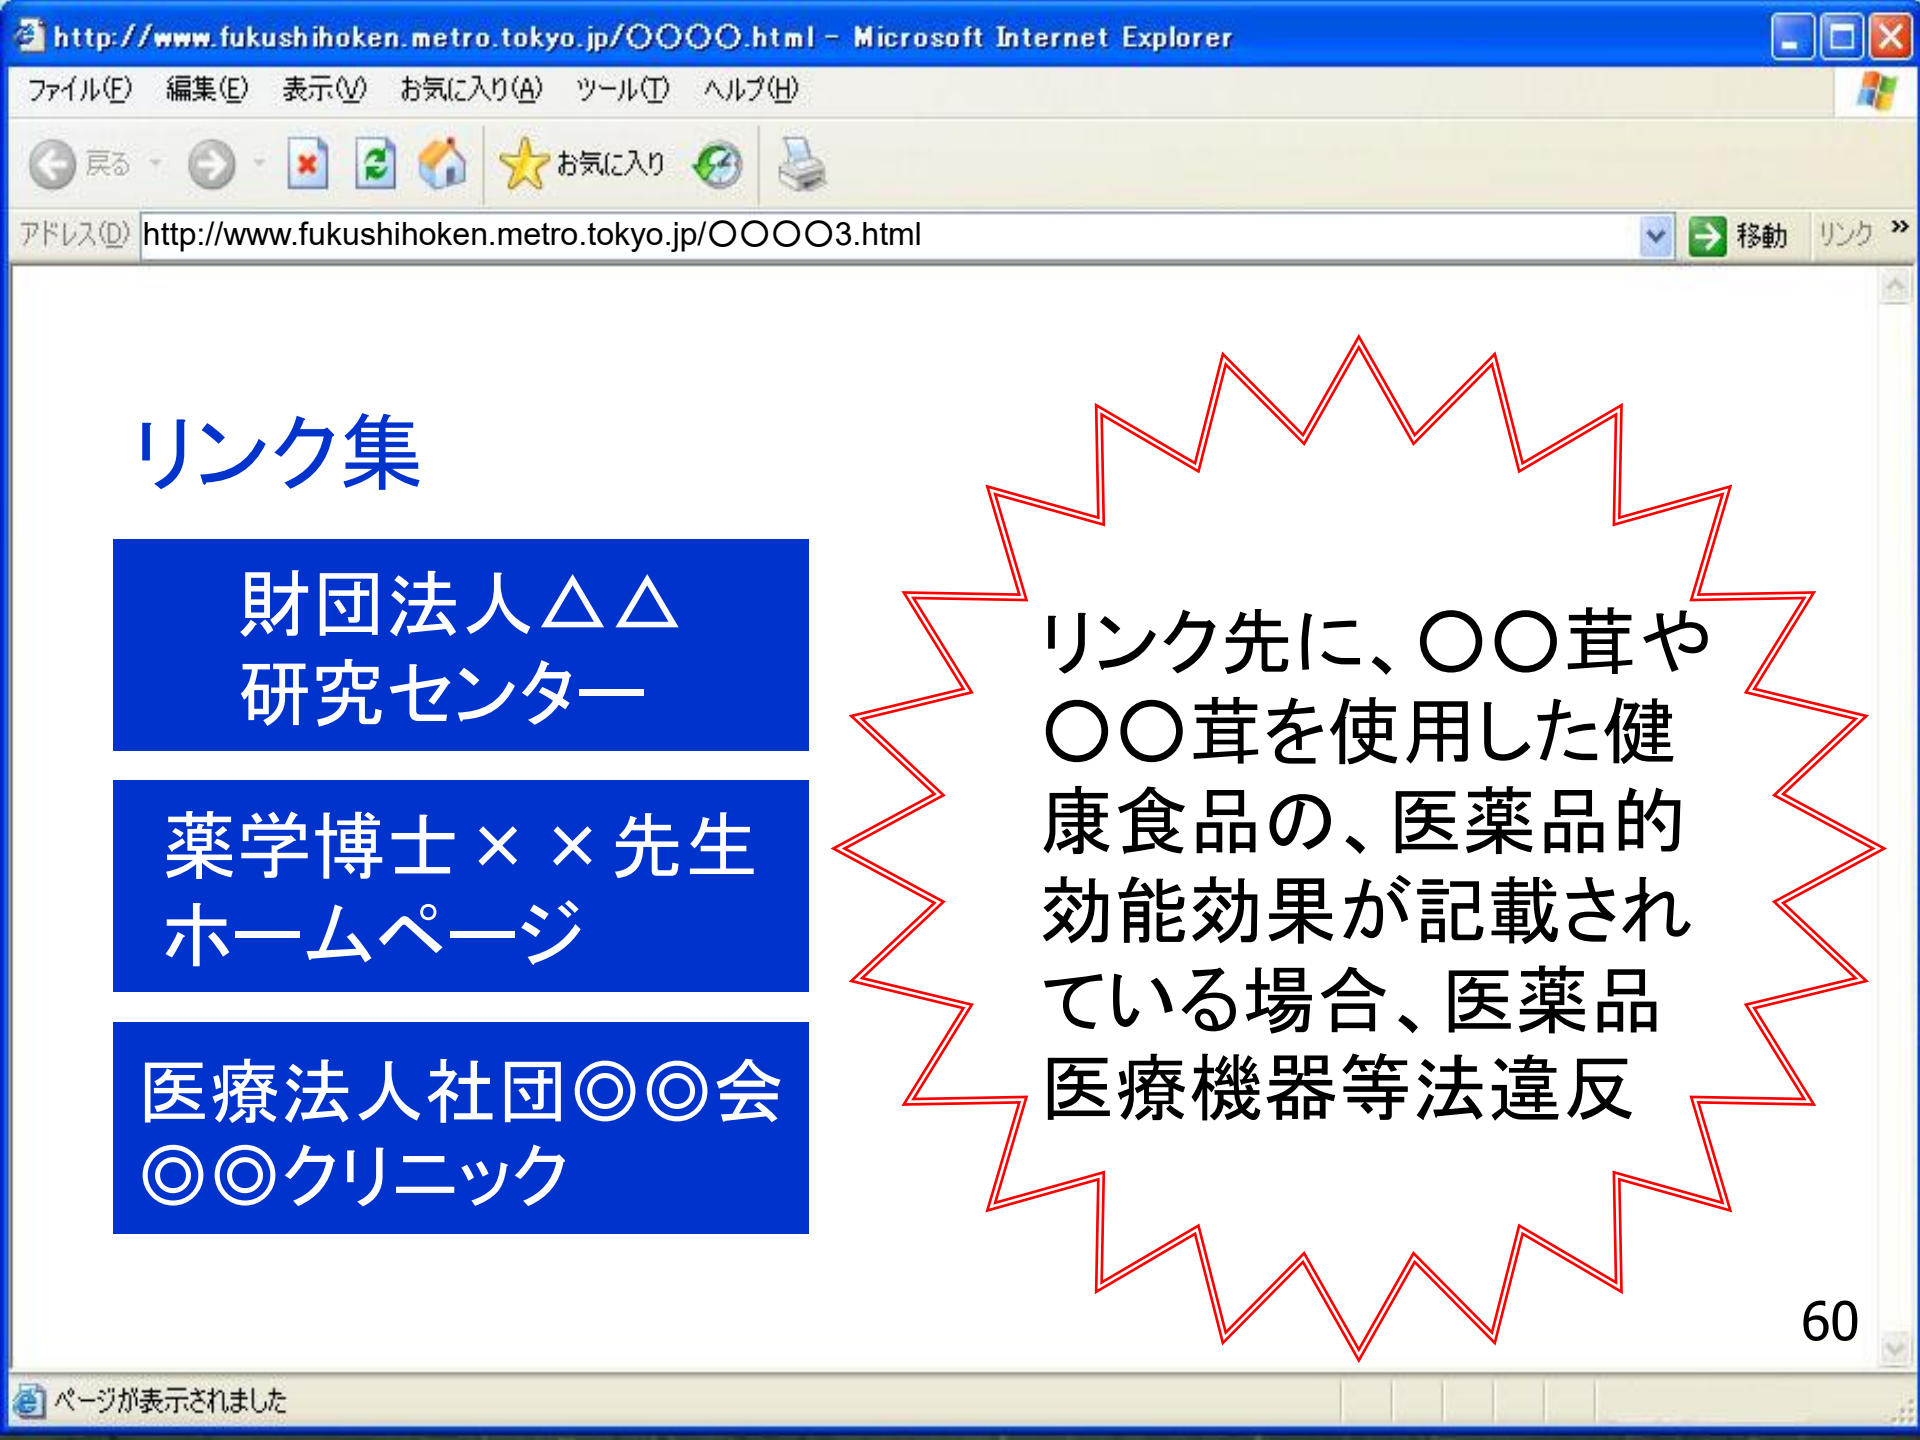 http://www.fukushihoken.metro.tokyo.jp/〇〇〇〇.html - Microsoft Internet Explorer
ファイル(F) 編集(E) 表示(V) お気に入り(A) ツール(T) ヘルプ(H)
戻る お気に入り
アドレス(D) http://www.fukushihoken.metro.tokyo.jp/〇〇〇〇3.html 移動 リンク »
リンク集
財団法人△△
研究センター
薬学博士××先生
ホームページ
医療法人社団◎◎会
◎◎クリニック
リンク先に、〇〇茸や
〇〇茸を使用した健
康食品の、医薬品的
効能効果が記載され
ている場合、医薬品
医療機器等法違反
60
ページが表示されました